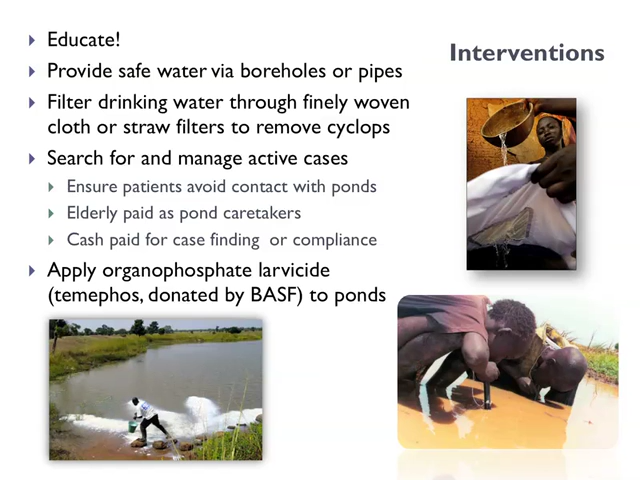 Educate!
Provide safe water via boreholes or pipes
Filter drinking water through finely woven
cloth or straw filters to remove cyclops
Search for and manage active cases
Ensure patients avoid contact with ponds
Elderly paid as pond caretakers
Cash paid for case finding or compliance
Apply organophosphate larvicide
(temephos, donated by BASF) to ponds
Interventions